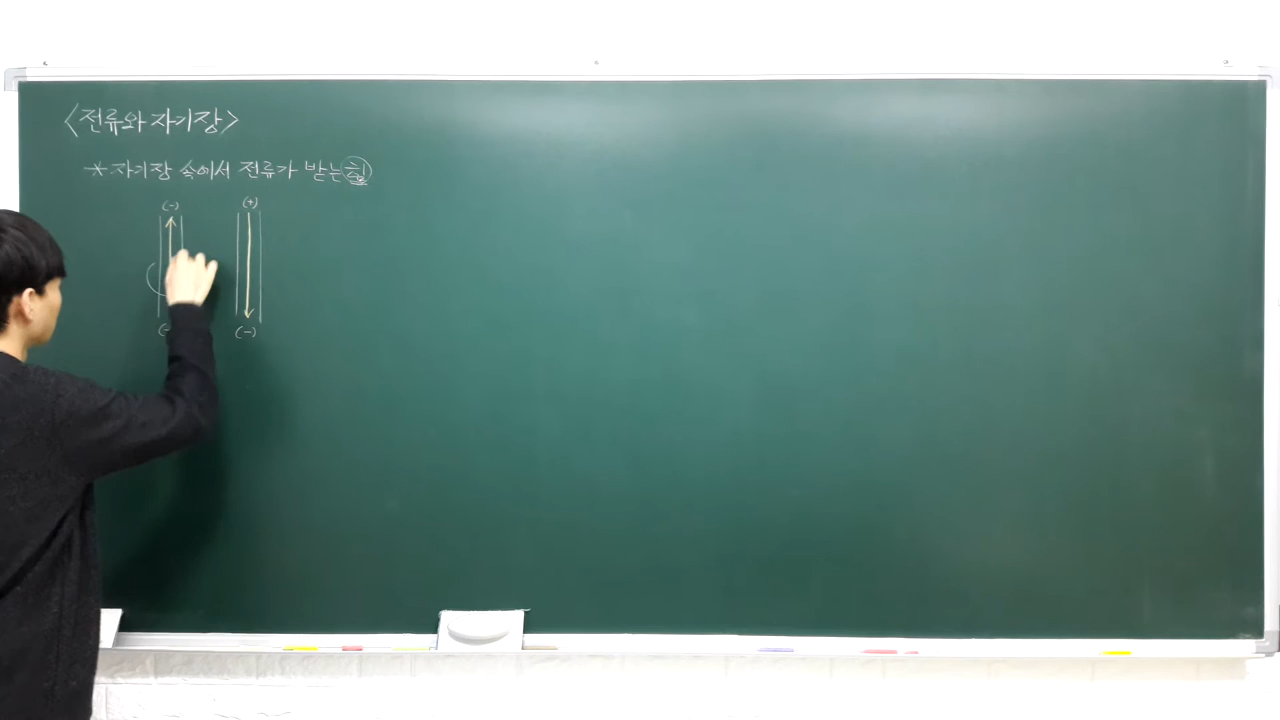 <전류와 자기장>
* 자기장 속에서 전류가 받는 힘
(-) (+)
(-)